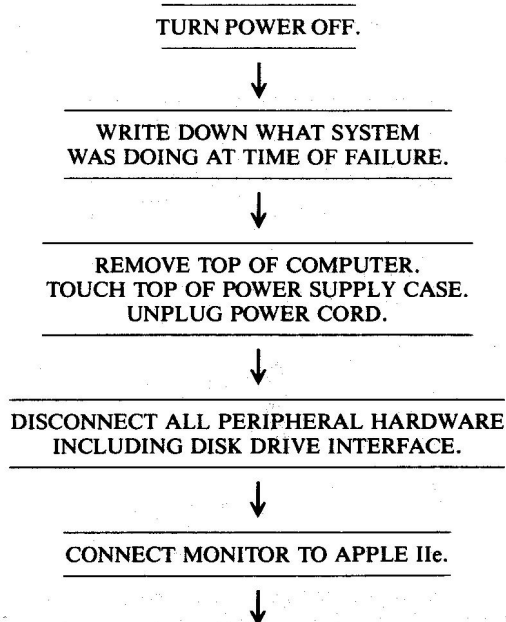 TURN POWER OFF.
WRITE DOWN WHAT SYSTEM
WAS DOING AT TIME OF FAILURE.
REMOVE TOP OF COMPUTER.
TOUCH TOP OF POWER SUPPLY CASE.
UNPLUG POWER CORD.
DISCONNECT ALL PERIPHERAL HARDWARE
INCLUDING DISK DRIVE INTERFACE.
CONNECT MONITOR TO APPLE IIe.